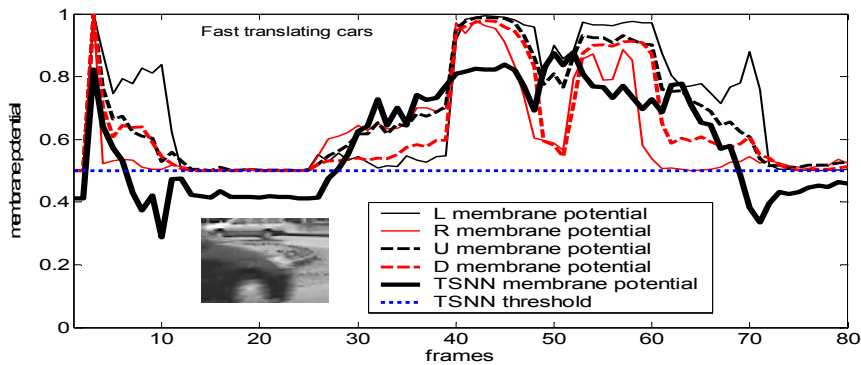 Fast translating cars
1
0.8
0.6
0.4
0.2
0
membrane potential
L membrane potential
R membrane potential
U membrane potential
D membrane potential
TSNN membrane potential
TSNN threshold
10 20 30 40 50 60 70 80
frames